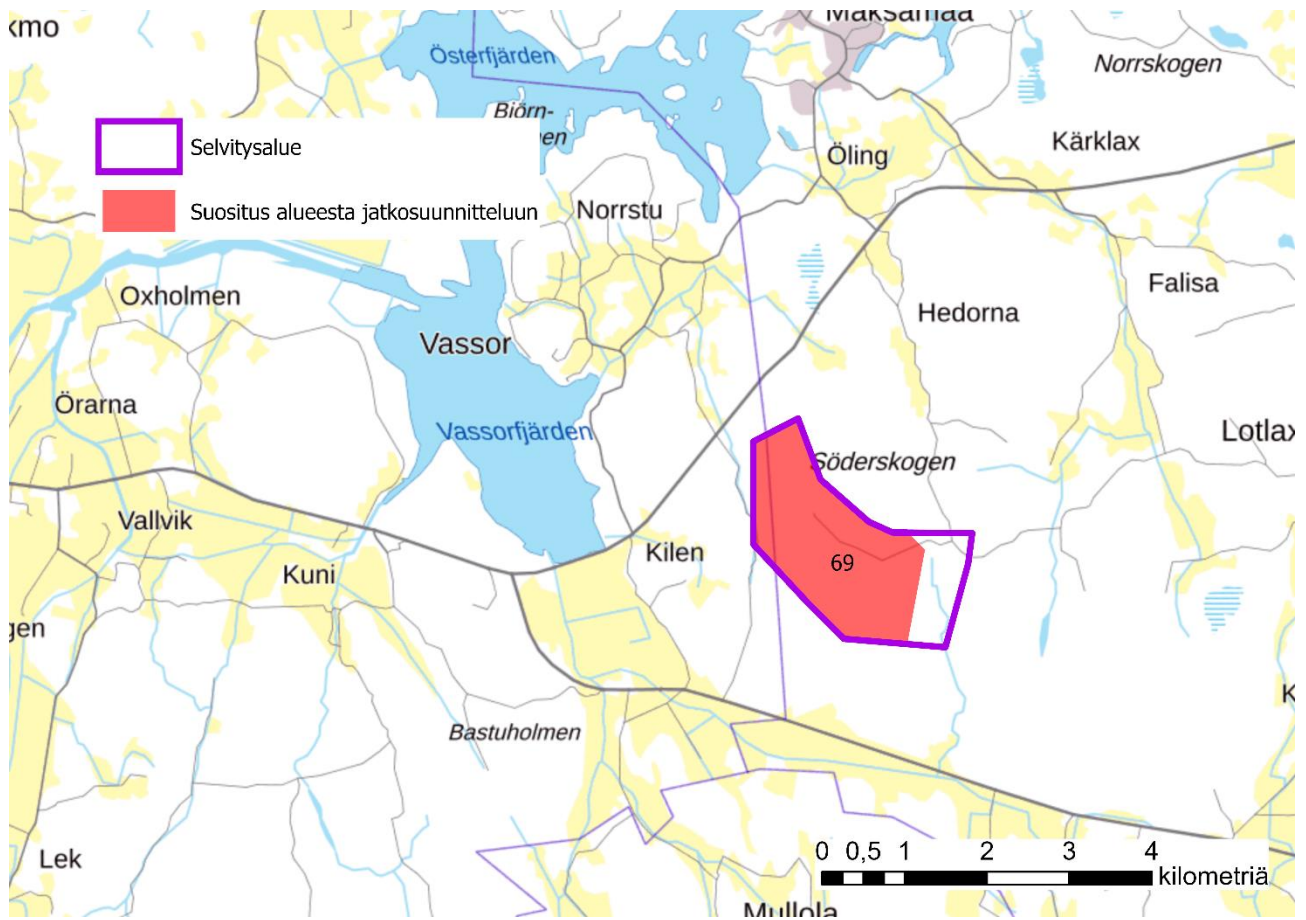 Maksamaa
kmo
Österfjärden
Norrskogen
Björn-
Kärklax
Selvitysalue
Öling
Suositus alueesta jatkosuunnitteluun
Norrstu
Falisa
Oxholmen
Hedorna
Vassor
Örarna
Vassorfjärden
Lotlax
Söderskogen
Vallvik
Kilen
69
Kuni
gen
K
Bastuholmen
0 0,5 1 2 3 4
kilometriä
Lek
Mullola